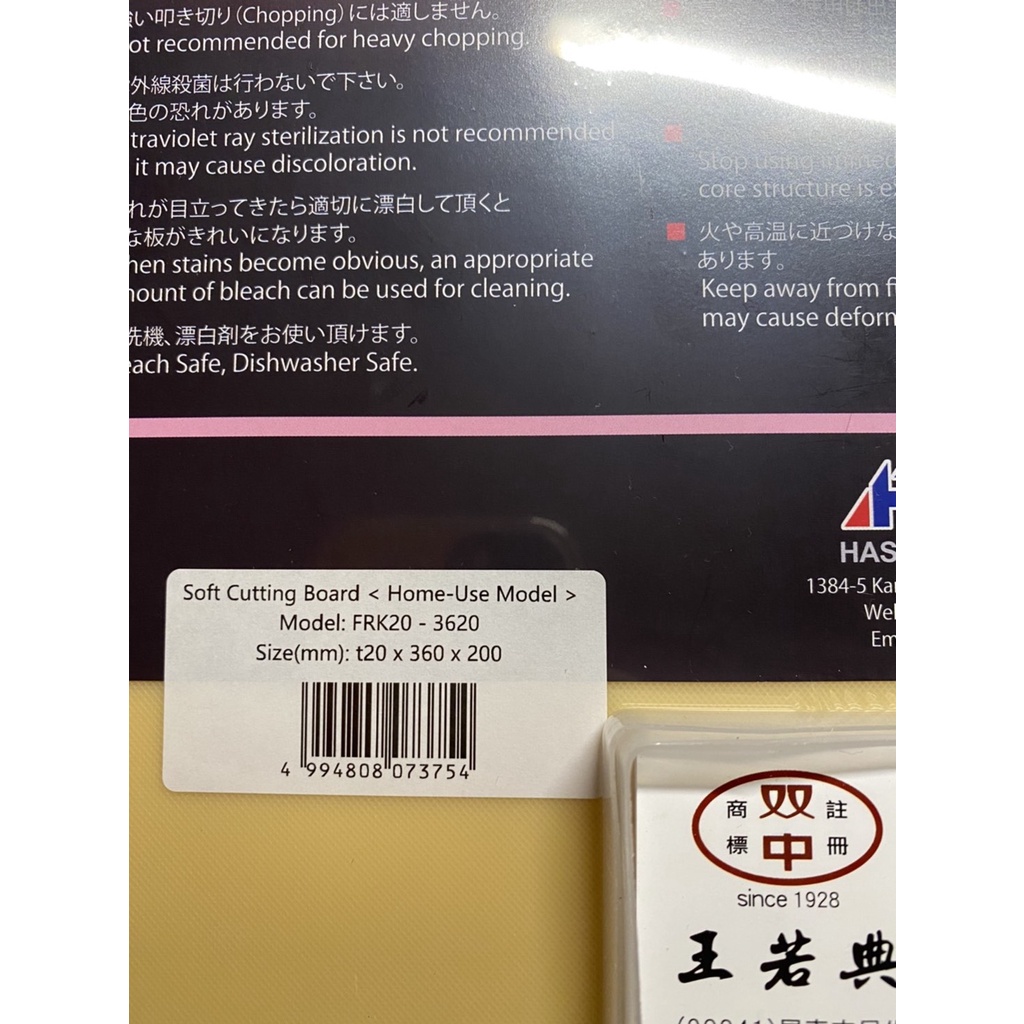 い叩き切り(Chopping)には適しません。
ot recommended for heavy chopping.
外線殺菌は行わないで下さい。
色の恐れがあります。
traviolet ray sterilization is not recommended
it may cause discoloration.
れが目立ってきたら適切に漂白して頂くと
な板がきれいになります。
hen stains become obvious, an appropriate
mount of bleach can be used for cleaning.
洗機、漂白剤をお使い頂けます。
each Safe, Dishwasher Safe.
Stop using
core structure is
火や高温に近づけな
あります。
Keep away from
may cause deform
HAS
1384-5 Ka
Soft Cutting Board < Home-Use Model >
Model: FRK20 - 3620
Size(mm): t20 x 360 x 200
4 994808 073754
商標 双中 註冊
since 1928
王若典